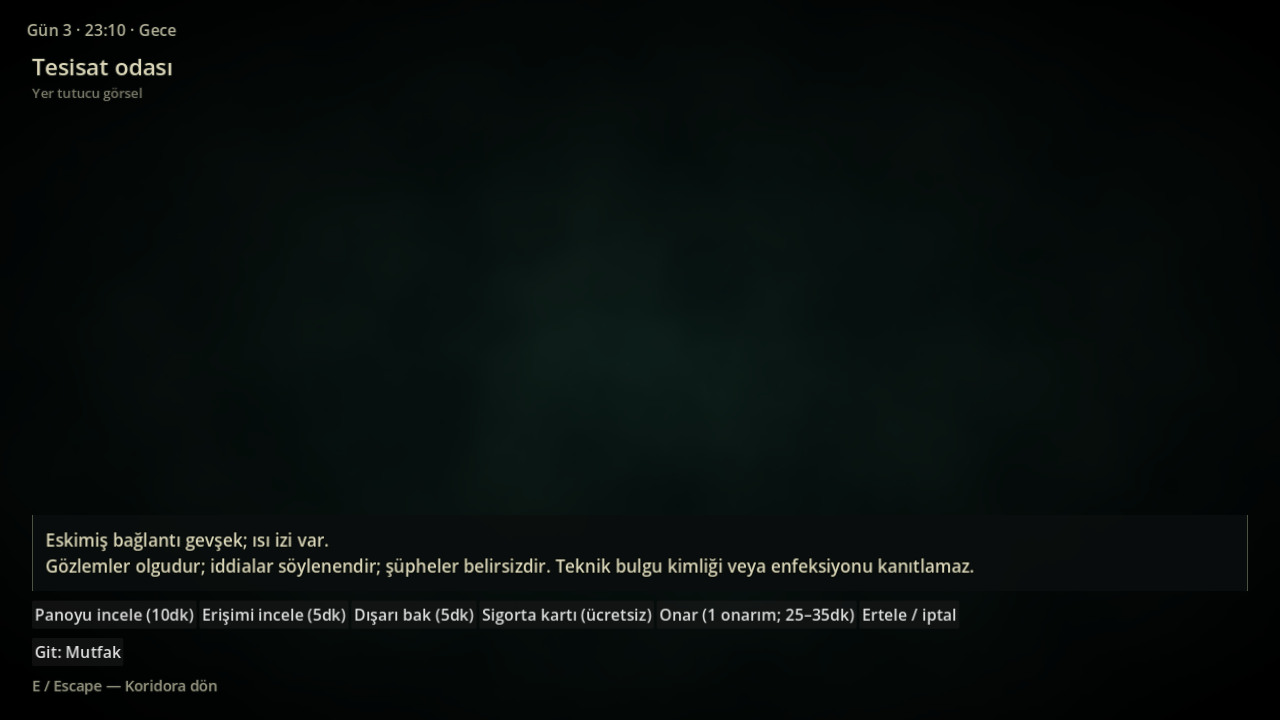 Gün 3 · 23:10 · Gece
Tesisat odası
Yer tutucu görsel
Eskimiş bağlantı gevşek; ısı izi var.
Gözlemler olgudur; iddialar söylenendir; şüpheler belirsizdir. Teknik bulgu kimliği veya enfeksiyonu kanıtlamaz.
Panoyu incele (10dk) Erişimi incele (5dk) Dışarı bak (5dk) Sigorta kartı (ücretsiz) Onar (1 onarım; 25–35dk) Ertele / iptal
Git: Mutfak
E / Escape — Koridora dön